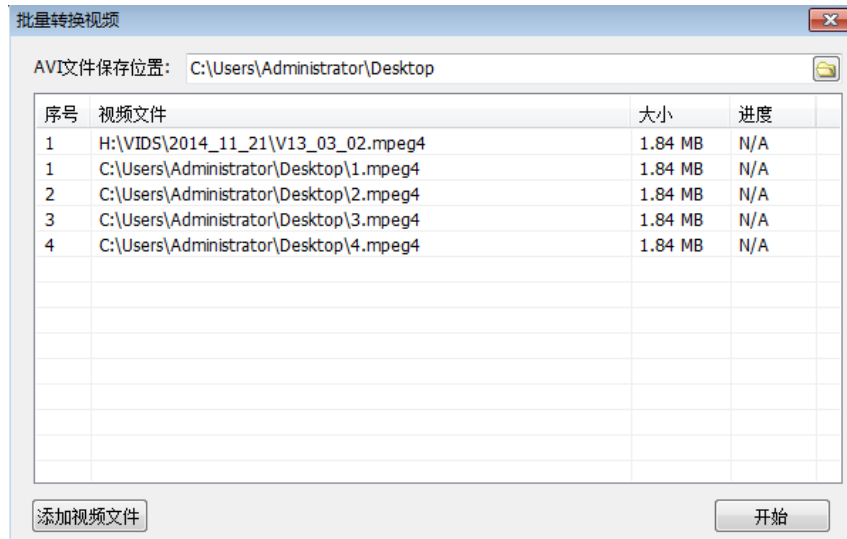 批量转换视频
AVI文件保存位置: C:\Users\Administrator\Desktop
序号 视频文件 大小 进度
1 H:\VIDS\2014_11_21\V13_03_02.mpeg4 1.84 MB N/A
1 C:\Users\Administrator\Desktop\1.mpeg4 1.84 MB N/A
2 C:\Users\Administrator\Desktop\2.mpeg4 1.84 MB N/A
3 C:\Users\Administrator\Desktop\3.mpeg4 1.84 MB N/A
4 C:\Users\Administrator\Desktop\4.mpeg4 1.84 MB N/A
添加视频文件 开始